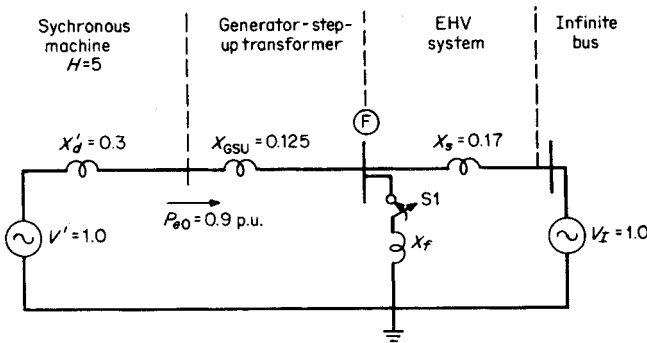 Sychronous
machine
H=5
Generator-step-
up transformer
EHV
system
Infinite
bus
F
X'd=0.3
XGSU=0.125
Xs=0.17
S1
Pe0=0.9 p.u.
Xf
V'=1.0
VI=1.0